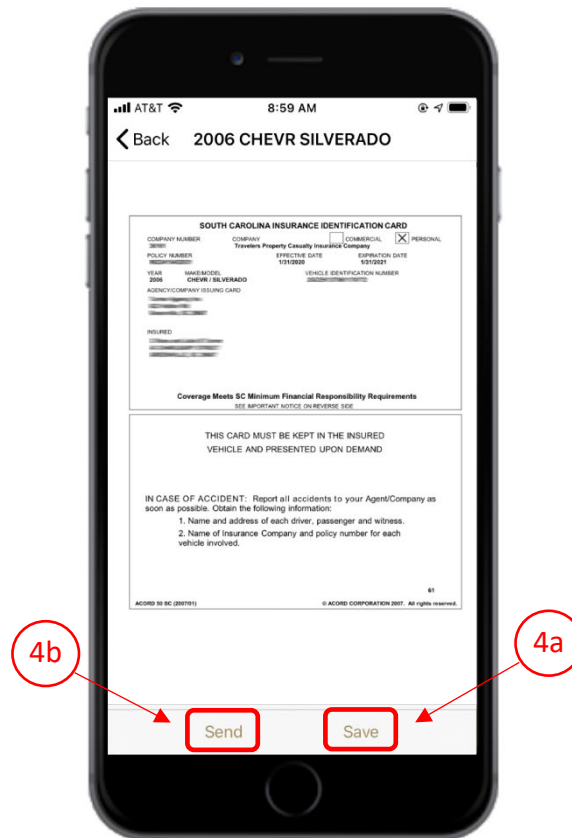 AT&T 8:59 AM
Back 2006 CHEVR SILVERADO
SOUTH CAROLINA INSURANCE IDENTIFICATION CARD
COMPANY NUMBER COMPANY COMMERCIAL X PERSONAL
Travelers Property Casualty Insurance Company
POLICY NUMBER EFFECTIVE DATE EXPIRATION DATE
1/31/2020 1/31/2021
YEAR MAKE/MODEL VEHICLE IDENTIFICATION NUMBER
2006 CHEVR / SILVERADO
AGENCY/COMPANY ISSUING CARD
INSURED
Coverage Meets SC Minimum Financial Responsibility Requirements
SEE IMPORTANT NOTICE ON REVERSE SIDE
THIS CARD MUST BE KEPT IN THE INSURED
VEHICLE AND PRESENTED UPON DEMAND
IN CASE OF ACCIDENT: Report all accidents to your Agent/Company as
soon as possible. Obtain the following information:
1. Name and address of each driver, passenger and witness.
2. Name of Insurance Company and policy number for each
vehicle involved.
61
ACORD 50 SC (2007/01) © ACORD CORPORATION 2007. All rights reserved.
4b
4a
Send Save